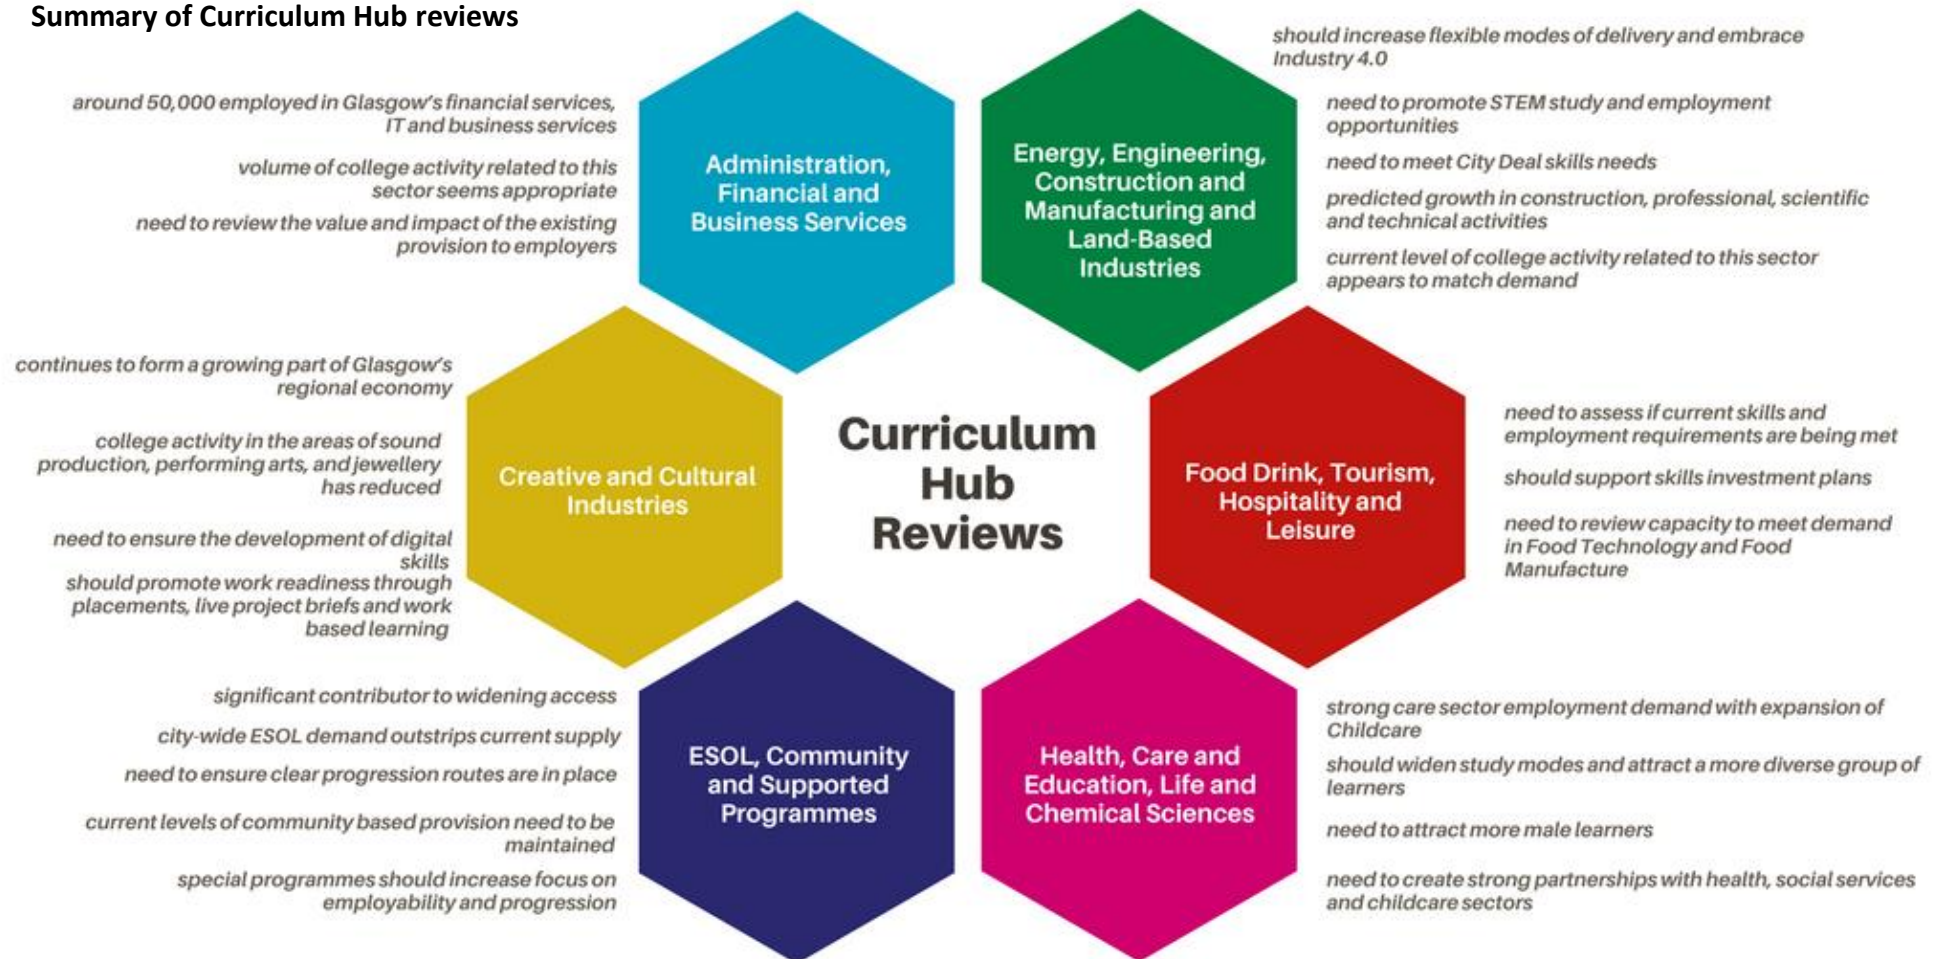 Summary of Curriculum Hub reviews
around 50,000 employed in Glasgow's financial services,
IT and business services
volume of college activity related to this
sector seems appropriate
need to review the value and impact of the existing
provision to employers
Administration,
Financial and
Business Services
Energy, Engineering,
Construction and
Manufacturing and
Land-Based
Industries
should increase flexible modes of delivery and embrace
Industry 4.0
need to promote STEM study and employment
opportunities
need to meet City Deal skills needs
predicted growth in construction, professional, scientific
and technical activities
current level of college activity related to this sector
appears to match demand
continues to form a growing part of Glasgow's
regional economy
college activity in the areas of sound
production, performing arts, and jewellery
has reduced
need to ensure the development of digital
skills
should promote work readiness through
placements, live project briefs and work
based learning
Creative and Cultural
Industries
Curriculum
Hub
Reviews
Food Drink, Tourism,
Hospitality and
Leisure
need to assess if current skills and
employment requirements are being met
should support skills investment plans
need to review capacity to meet demand
in Food Technology and Food
Manufacture
significant contributor to widening access
city-wide ESOL demand outstrips current supply
need to ensure clear progression routes are in place
current levels of community based provision need to be
maintained
special programmes should increase focus on
employability and progression
ESOL, Community
and Supported
Programmes
Health, Care and
Education, Life and
Chemical Sciences
strong care sector employment demand with expansion of
Childcare
should widen study modes and attract a more diverse group of
learners
need to attract more male learners
need to create strong partnerships with health, social services
and childcare sectors